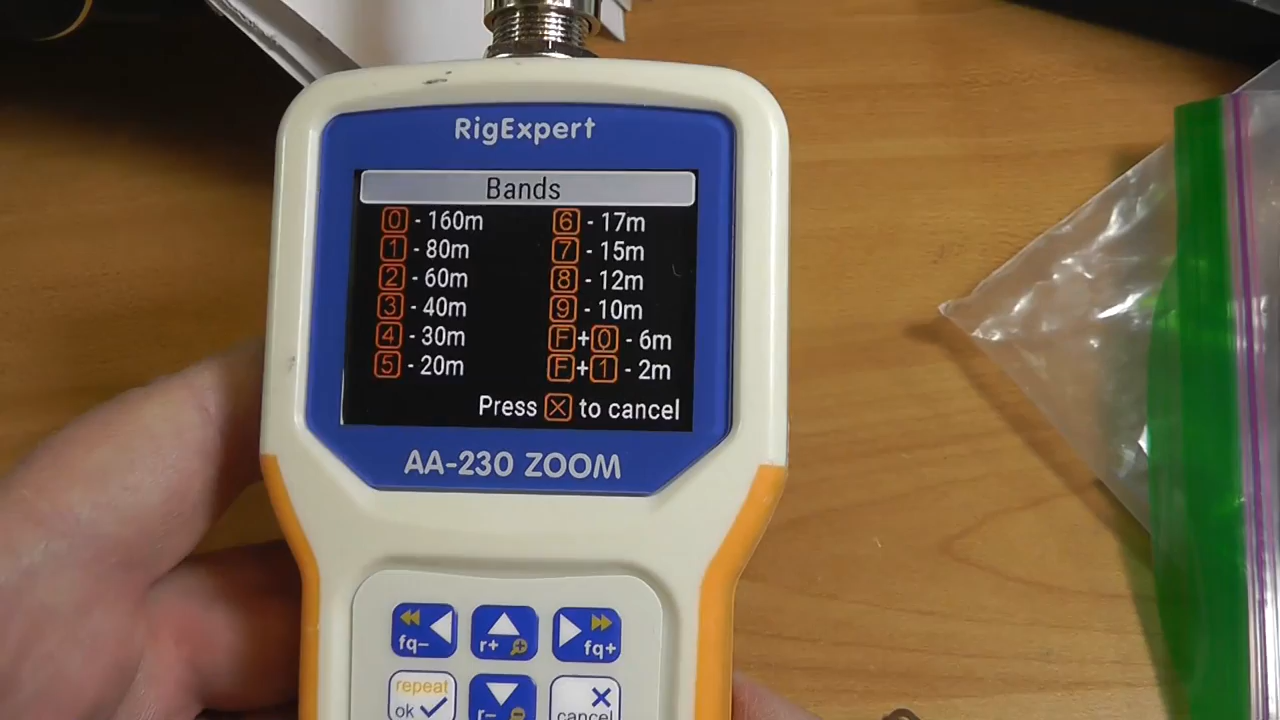 RigExpert
Bands
0 - 160m
1 - 80m
2 - 60m
3 - 40m
4 - 30m
5 - 20m
6 - 17m
7 - 15m
8 - 12m
9 - 10m
F+0 - 6m
F+1 - 2m
Press X to cancel
AA-230 ZOOM
fq–
r+
fq+
repeat
ok
r–
cancel